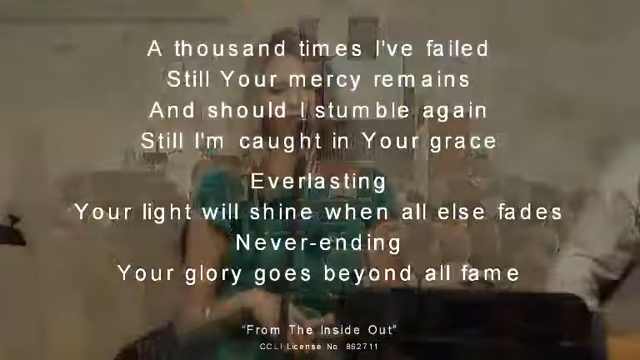 A thousand times I've failed
Still Your mercy remains
And should I stumble again
Still I'm caught in Your grace
Everlasting
Your light will shine when all else fades
Never-ending
Your glory goes beyond all fame
"From The Inside Out"
CCLI License No. 862711